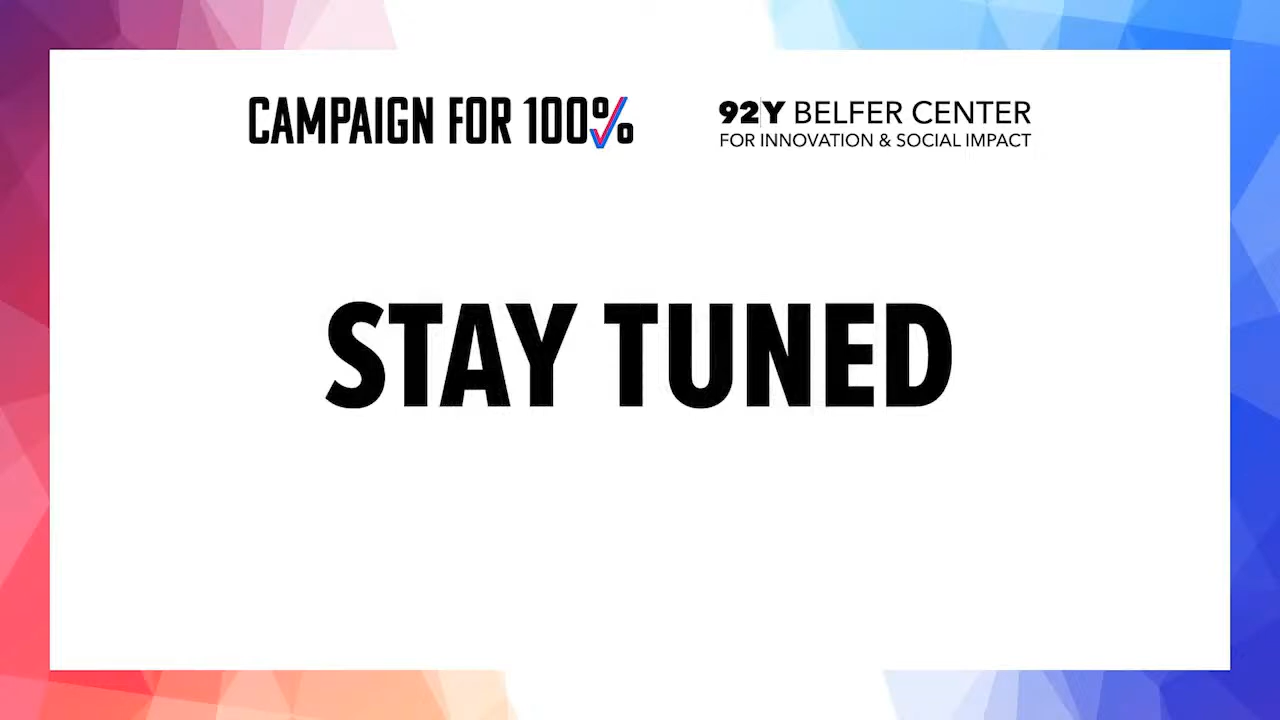 CAMPAIGN FOR 100%
92Y BELFER CENTER
FOR INNOVATION & SOCIAL IMPACT
STAY TUNED